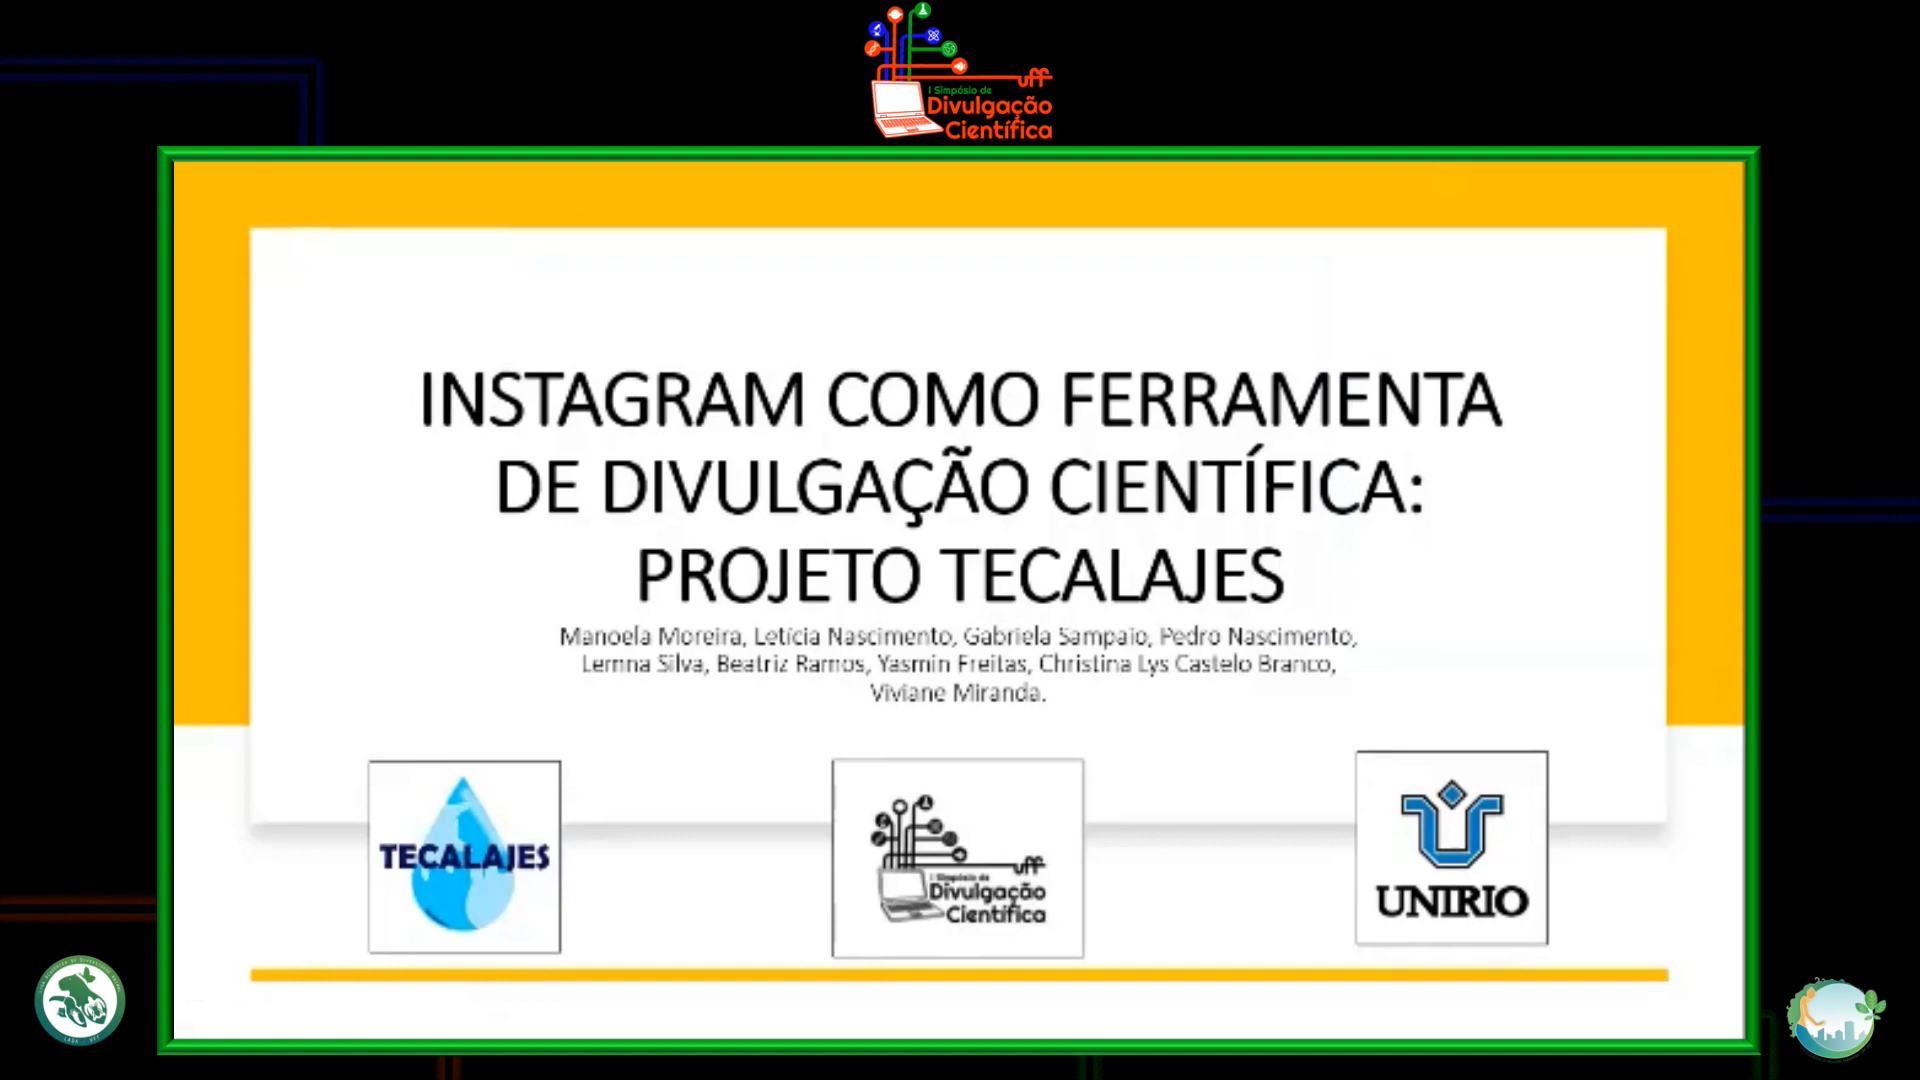 uff
I Simpósio de
Divulgação
Científica
INSTAGRAM COMO FERRAMENTA
DE DIVULGAÇÃO CIENTÍFICA:
PROJETO TECALAJES
Manoela Moreira, Letícia Nascimento, Gabriela Sampaio, Pedro Nascimento,
Lemna Silva, Beatriz Ramos, Yasmin Freitas, Christina Lys Castelo Branco,
Viviane Miranda.
TECALAJES
uff
I Simpósio de
Divulgação
Científica
UNIRIO